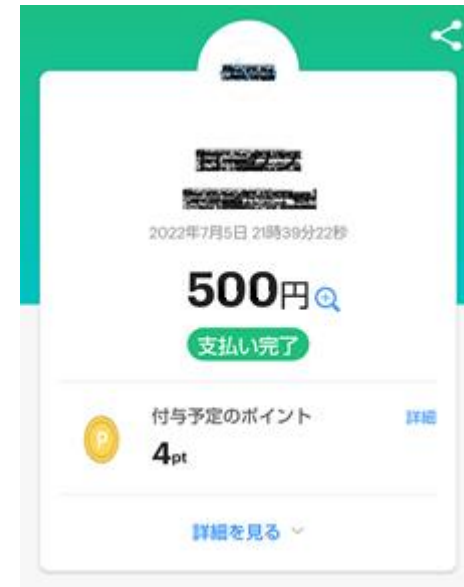 2022年7月5日 21時39分22秒
500円
支払い完了
付与予定のポイント
詳細
4pt
詳細を見る